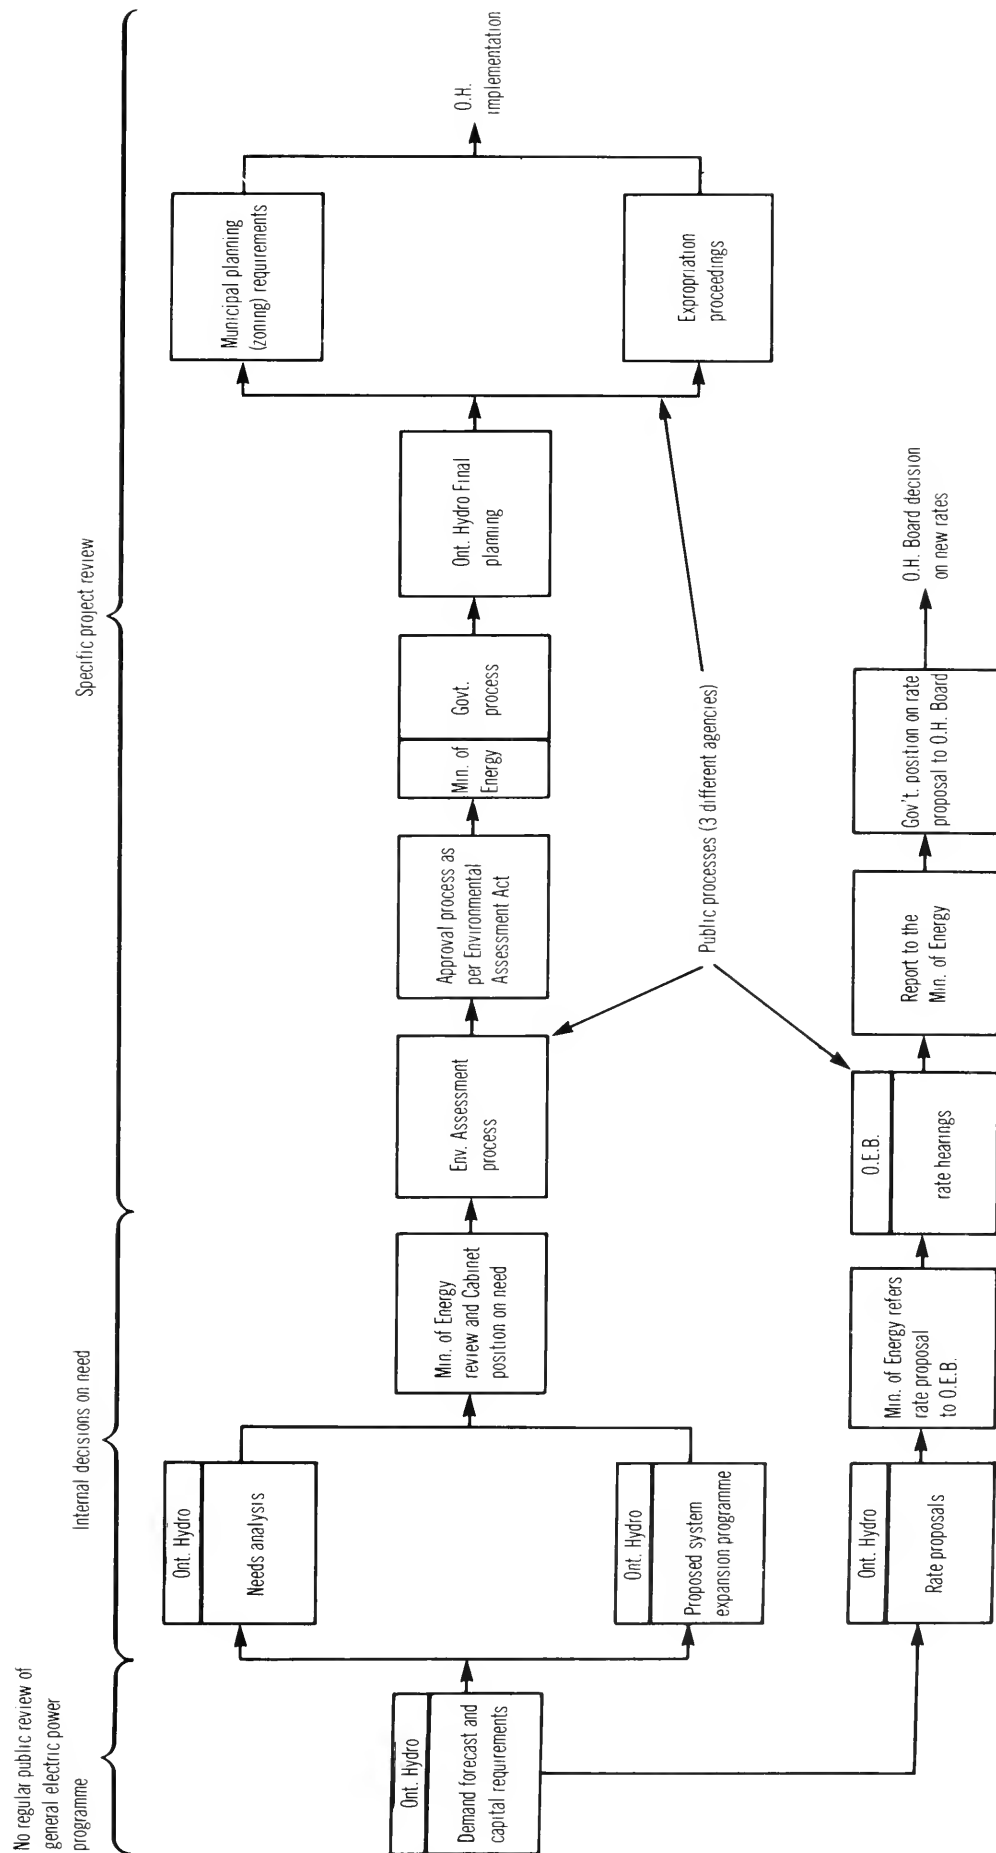 No regular public review of
general electric power
programme
Internal decisions on need
Specific project review
Ont. Hydro
Demand forecast and
capital requirements
Ont. Hydro
Needs analysis
Ont. Hydro
Proposed system
expansion programme
Min. of Energy
review and Cabinet
position on need
Env. Assessment
process
Approval process as
per Environmental
Assessment Act
Min. of
Energy
Govt.
process
Ont. Hydro Final
planning
Municipal planning
(zoning) requirements
Expropriation
proceedings
O.H.
implementation
Public processes (3 different agencies)
Ont. Hydro
Rate proposals
Min. of Energy refers
rate proposal
to O.E.B.
O.E.B.
rate hearings
Report to the
Min. of Energy
Gov't. position on rate
proposal to O.H. Board
O.H. Board decision
on new rates